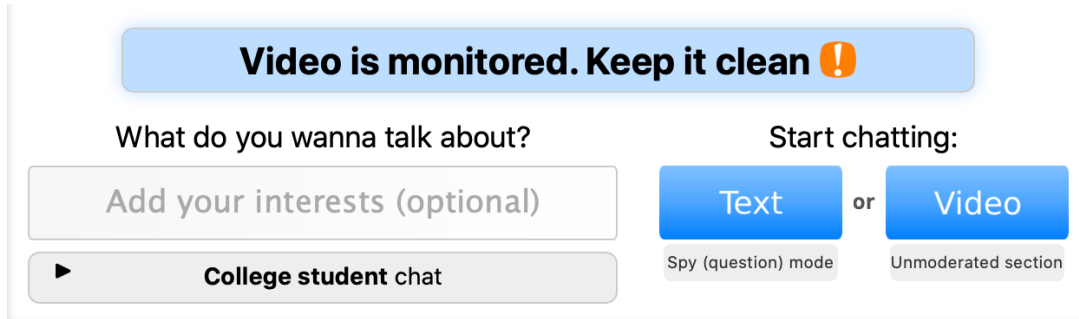 Video is monitored. Keep it clean❗
What do you wanna talk about?
Add your interests (optional)
College student chat
Start chatting:
Text or Video
Spy (question) mode
Unmoderated section